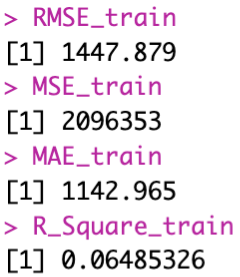 > RMSE_train
[1] 1447.879
> MSE_train
[1] 2096353
> MAE_train
[1] 1142.965
> R_Square_train
[1] 0.06485326